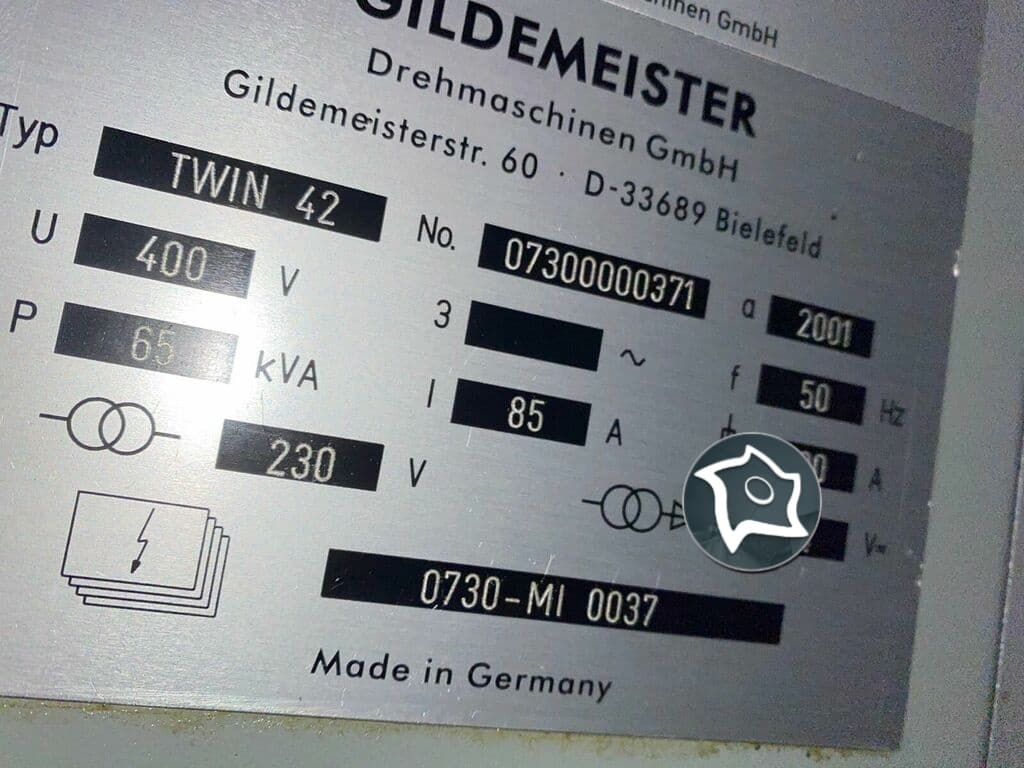 hinen GmbH
GILDEMEISTER
Drehmaschinen GmbH
Gildemeisterstr. 60 · D-33689 Bielefeld
Typ TWIN 42 No. 07300000371 a 2001
U 400 V 3 ~ f 50 Hz
P 65 kVA I 85 A A
230 V V=
0730-MI 0037
Made in Germany